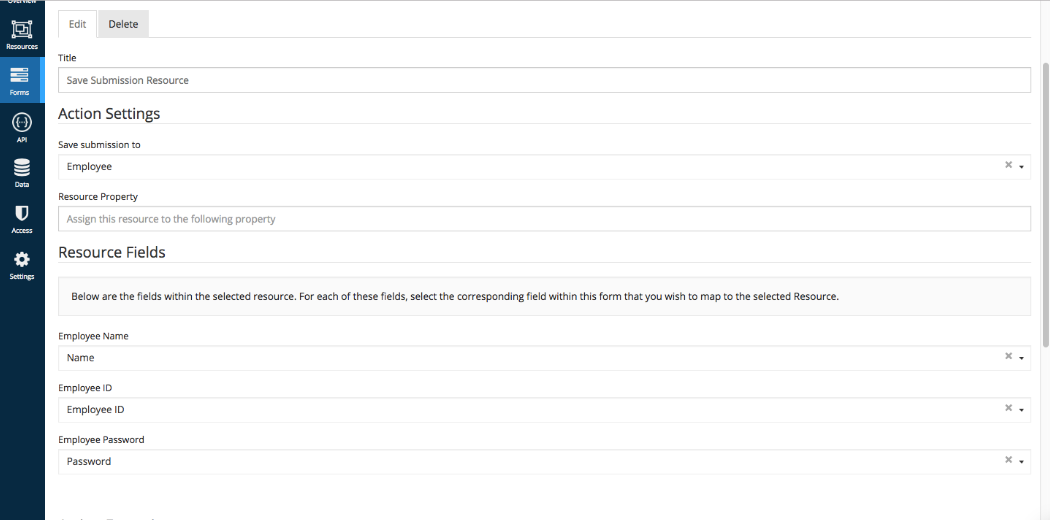 Overview
Resources
Forms
API
Data
Access
Settings
Edit
Delete
Title
Save Submission Resource
Action Settings
Save submission to
Employee
Resource Property
Assign this resource to the following property
Resource Fields
Below are the fields within the selected resource. For each of these fields, select the corresponding field within this form that you wish to map to the selected Resource.
Employee Name
Name
Employee ID
Employee ID
Employee Password
Password